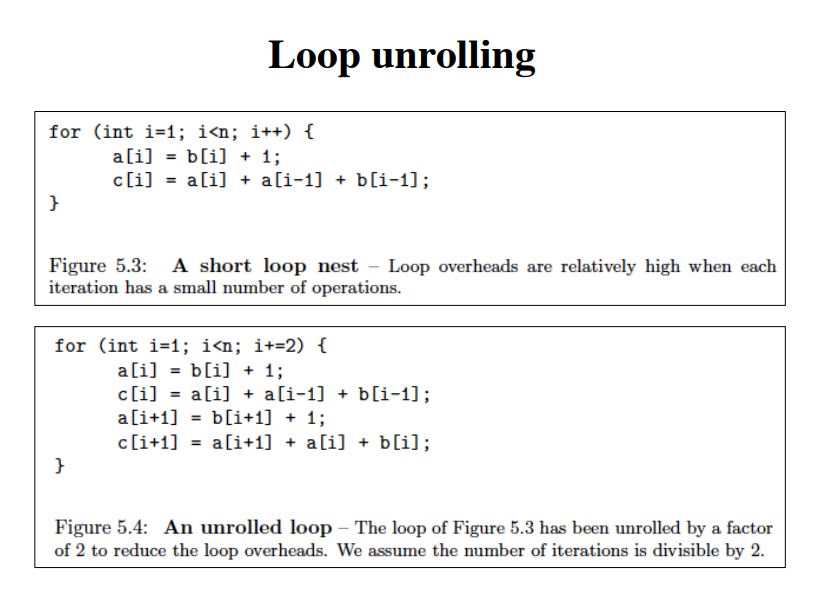 Loop unrolling
for (int i=1; i<n; i++) {
a[i] = b[i] + 1;
c[i] = a[i] + a[i-1] + b[i-1];
}
Figure 5.3: A short loop nest – Loop overheads are relatively high when each
iteration has a small number of operations.
for (int i=1; i<n; i+=2) {
a[i] = b[i] + 1;
c[i] = a[i] + a[i-1] + b[i-1];
a[i+1] = b[i+1] + 1;
c[i+1] = a[i+1] + a[i] + b[i];
}
Figure 5.4: An unrolled loop – The loop of Figure 5.3 has been unrolled by a factor
of 2 to reduce the loop overheads. We assume the number of iterations is divisible by 2.